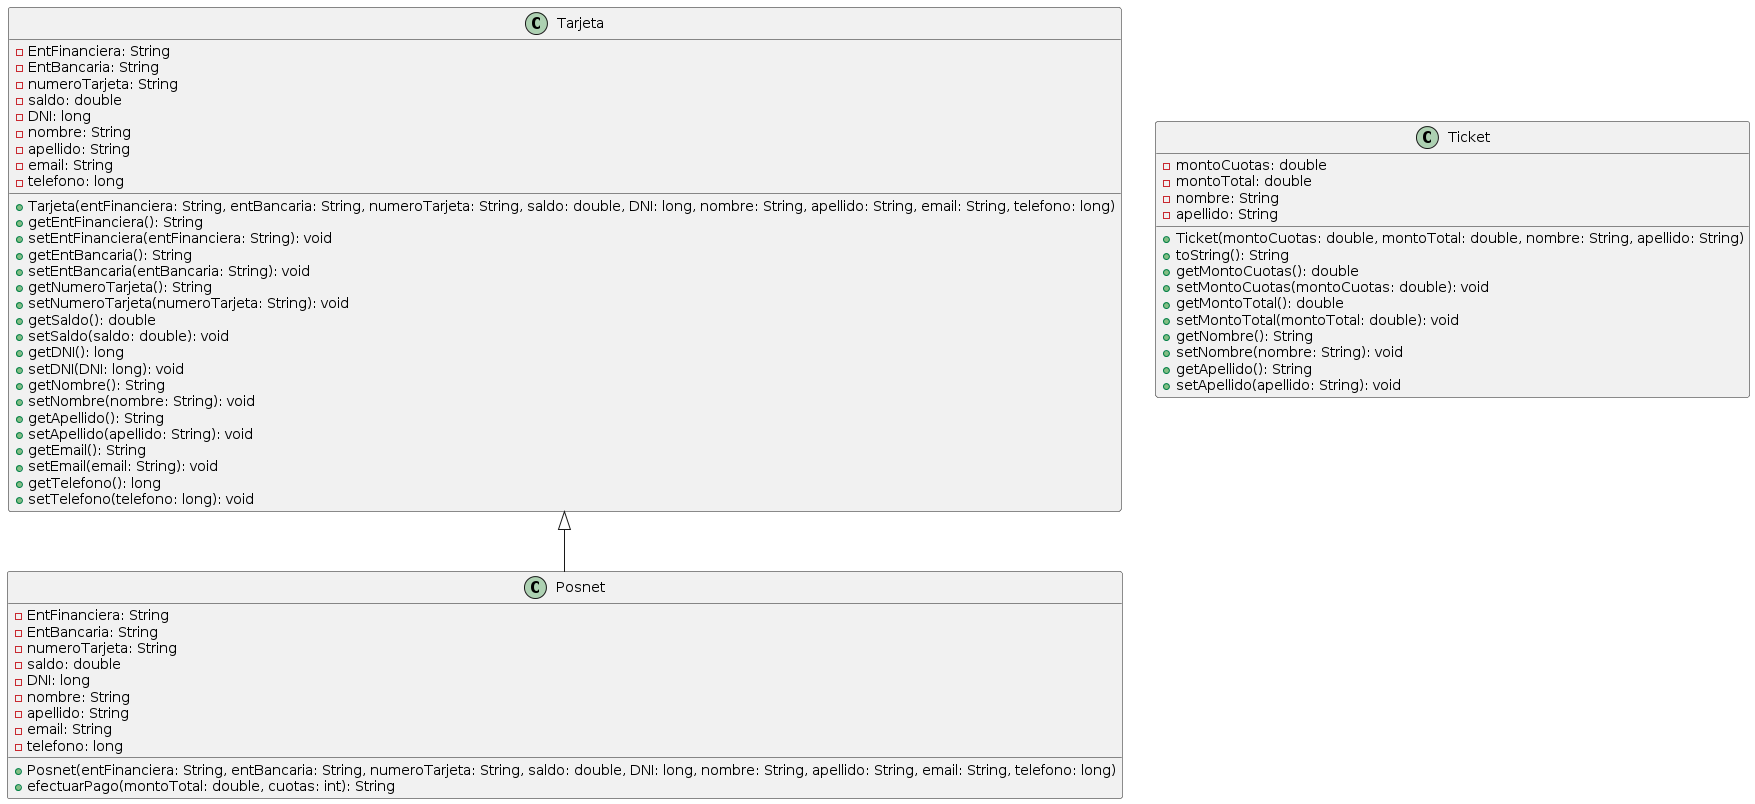 C Tarjeta
EntFinanciera: String
EntBancaria: String
numeroTarjeta: String
saldo: double
DNI: long
nombre: String
apellido: String
email: String
telefono: long
Tarjeta(entFinanciera: String, entBancaria: String, numeroTarjeta: String, saldo: double, DNI: long, nombre: String, apellido: String, email: String, telefono: long)
getEntFinanciera(): String
setEntFinanciera(entFinanciera: String): void
getEntBancaria(): String
setEntBancaria(entBancaria: String): void
getNumeroTarjeta(): String
setNumeroTarjeta(numeroTarjeta: String): void
getSaldo(): double
setSaldo(saldo: double): void
getDNI(): long
setDNI(DNI: long): void
getNombre(): String
setNombre(nombre: String): void
getApellido(): String
setApellido(apellido: String): void
getEmail(): String
setEmail(email: String): void
getTelefono(): long
setTelefono(telefono: long): void
C Ticket
montoCuotas: double
montoTotal: double
nombre: String
apellido: String
Ticket(montoCuotas: double, montoTotal: double, nombre: String, apellido: String)
toString(): String
getMontoCuotas(): double
setMontoCuotas(montoCuotas: double): void
getMontoTotal(): double
setMontoTotal(montoTotal: double): void
getNombre(): String
setNombre(nombre: String): void
getApellido(): String
setApellido(apellido: String): void
C Posnet
EntFinanciera: String
EntBancaria: String
numeroTarjeta: String
saldo: double
DNI: long
nombre: String
apellido: String
email: String
telefono: long
Posnet(entFinanciera: String, entBancaria: String, numeroTarjeta: String, saldo: double, DNI: long, nombre: String, apellido: String, email: String, telefono: long)
efectuarPago(montoTotal: double, cuotas: int): String